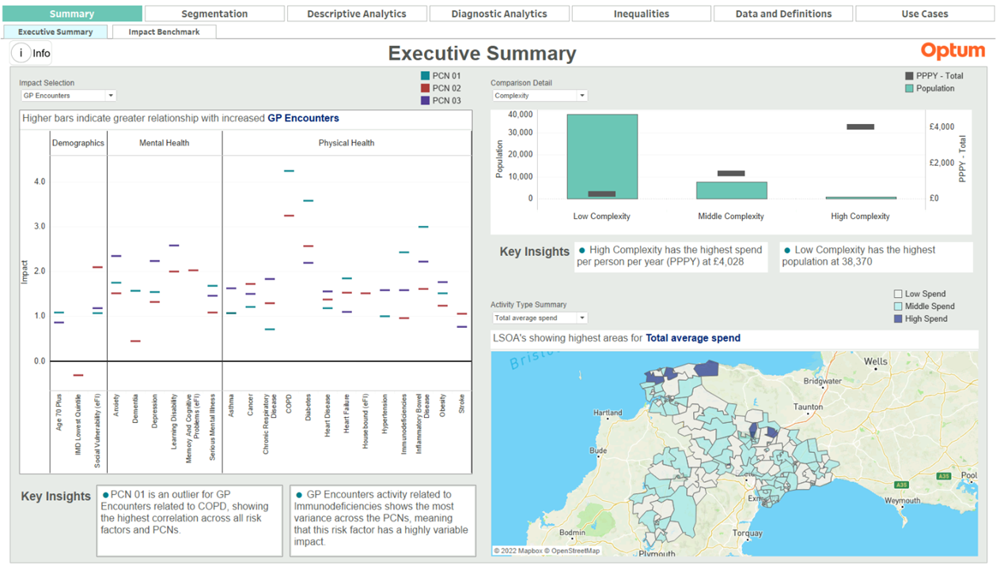 Summary
Segmentation
Descriptive Analytics
Diagnostic Analytics
Inequalities
Data and Definitions
Use Cases
Executive Summary
Impact Benchmark
i Info
Executive Summary
Optum
Impact Selection
GP Encounters
PCN 01
PCN 02
PCN 03
Higher bars indicate greater relationship with increased GP Encounters
Demographics
Mental Health
Physical Health
Impact
4.0
3.0
2.0
1.0
0.0
Age 70 Plus
IMD Lowest Quintile
Social Vulnerability (eFI)
Anxiety
Dementia
Depression
Learning Disability
Memory And Cognitive
Problems (eFI)
Serious Mental Illness
Asthma
Cancer
Chronic Respiratory
Disease
COPD
Diabetes
Heart Disease
Heart Failure
Housebound (eFI)
Hypertension
Immunodeficiencies
Inflammatory Bowel
Disease
Obesity
Stroke
Key Insights
PCN 01 is an outlier for GP
Encounters related to COPD, showing
the highest correlation across all risk
factors and PCNs.
GP Encounters activity related to
Immunodeficiencies shows the most
variance across the PCNs, meaning
that this risk factor has a highly variable
impact.
Comparison Detail
Complexity
PPPY - Total
Population
Population
40,000
30,000
20,000
10,000
0
£4,000
£2,000
£0
PPPY - Total
Low Complexity
Middle Complexity
High Complexity
Key Insights
High Complexity has the highest spend
per person per year (PPPY) at £4,028
Low Complexity has the highest
population at 38,370
Activity Type Summary
Total average spend
Low Spend
Middle Spend
High Spend
LSOA's showing highest areas for Total average spend
Bristo
Wells
Bridgwater
Taunton
Hartland
Bude
A35
A35
Pool
Weymouth
Exm
Bodmin
Torquay
Plymouth
© 2022 Mapbox © OpenStreetMap